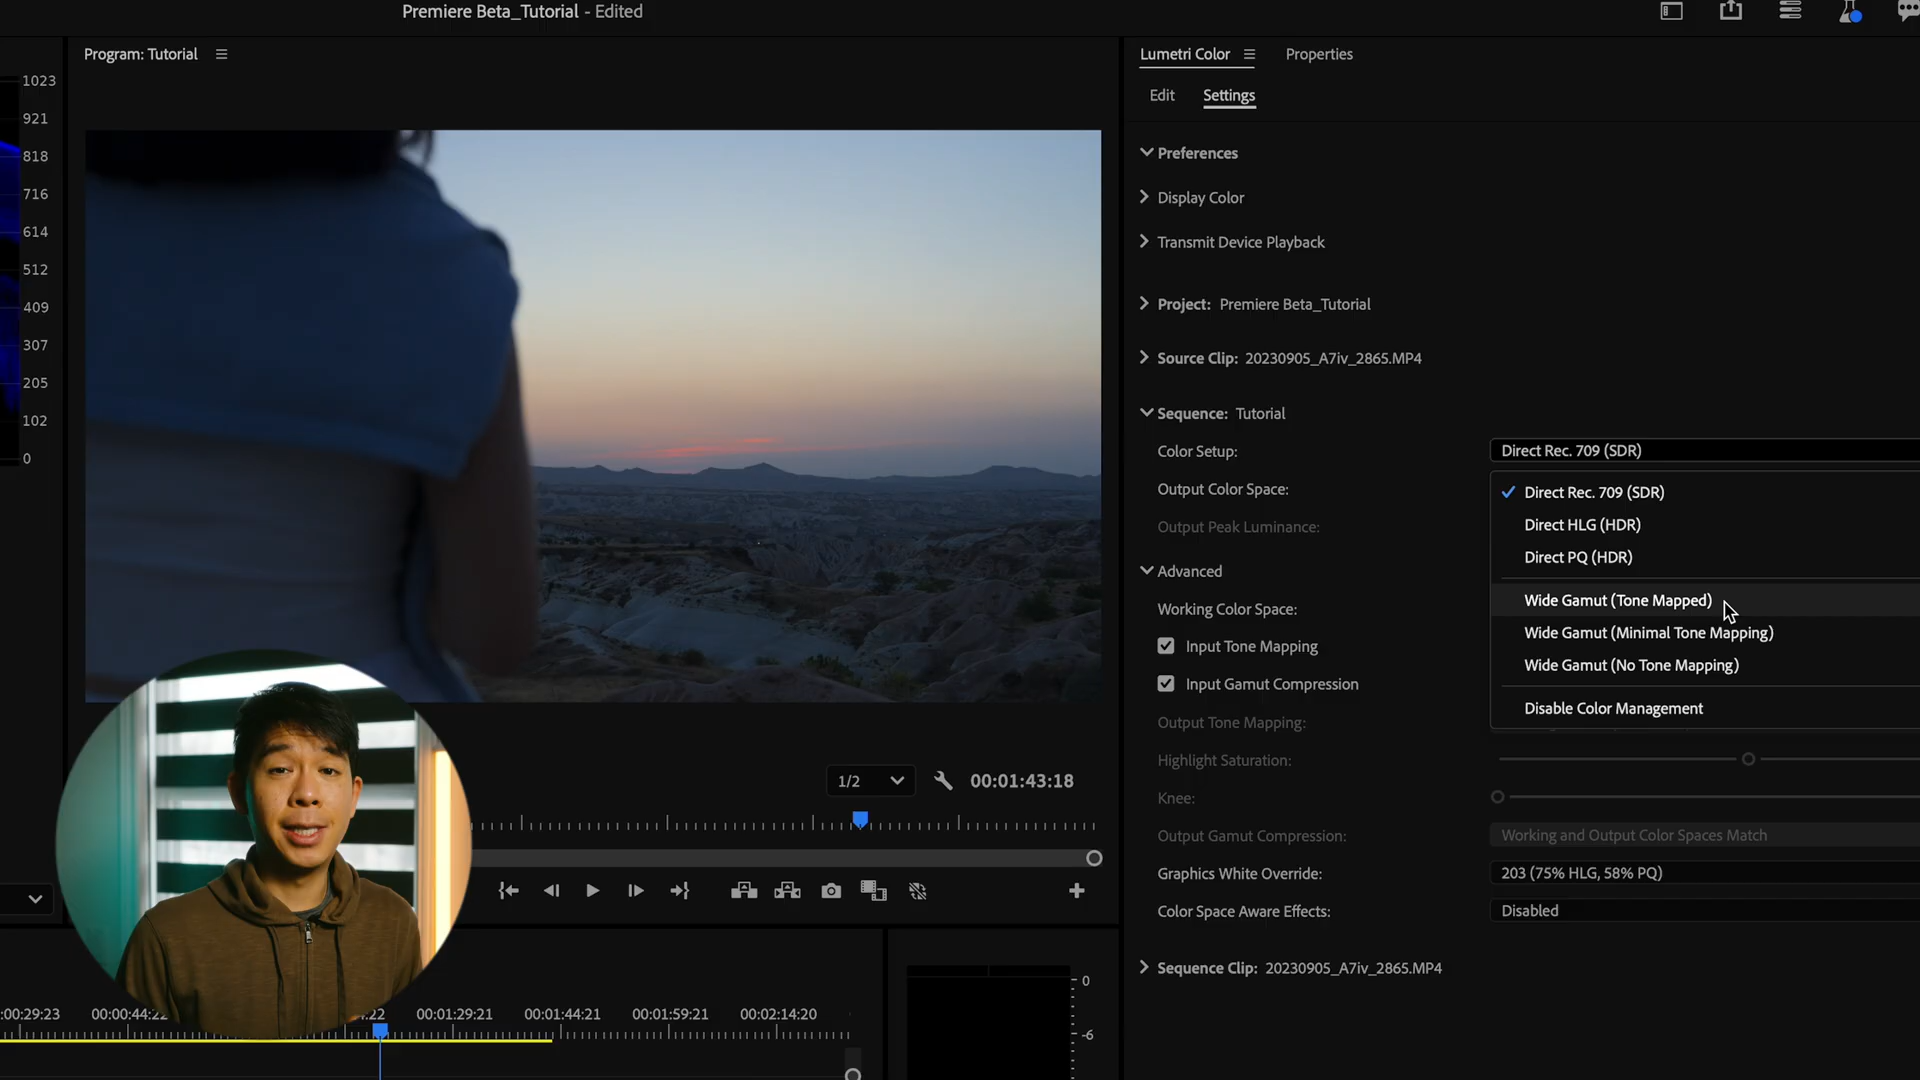 Premiere Beta_Tutorial - Edited
Program: Tutorial
1023
921
818
716
614
512
409
307
205
102
0
1/2
00:01:43:18
:00:29:23
00:00:44:22
:22
00:01:29:21
00:01:44:21
00:01:59:21
00:02:14:20
0
-6
Lumetri Color
Properties
Edit
Settings
Preferences
Display Color
Transmit Device Playback
Project: Premiere Beta_Tutorial
Source Clip: 20230905_A7iv_2865.MP4
Sequence: Tutorial
Color Setup:
Direct Rec. 709 (SDR)
Output Color Space:
Output Peak Luminance:
Direct Rec. 709 (SDR)
Direct HLG (HDR)
Direct PQ (HDR)
Wide Gamut (Tone Mapped)
Wide Gamut (Minimal Tone Mapping)
Wide Gamut (No Tone Mapping)
Disable Color Management
Advanced
Working Color Space:
Input Tone Mapping
Input Gamut Compression
Output Tone Mapping:
Highlight Saturation:
Knee:
Output Gamut Compression:
Working and Output Color Spaces Match
Graphics White Override:
203 (75% HLG, 58% PQ)
Color Space Aware Effects:
Disabled
Sequence Clip: 20230905_A7iv_2865.MP4